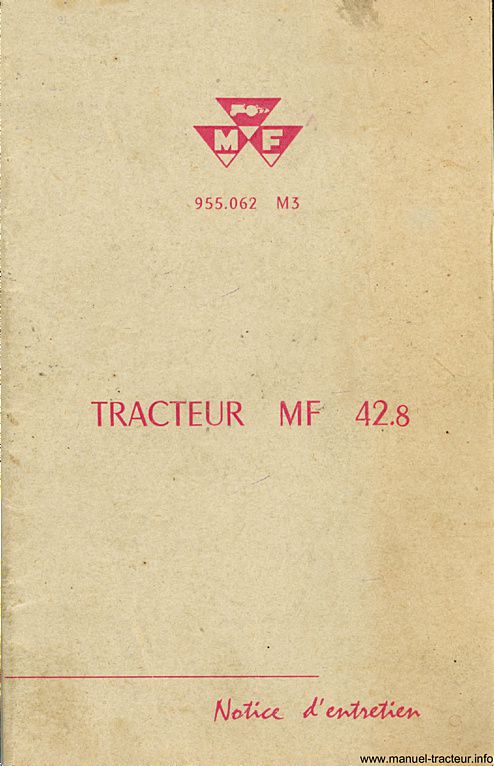 M F
955.062 M3
TRACTEUR MF 42.8
Notice d'entretien
www.manuel-tracteur.info